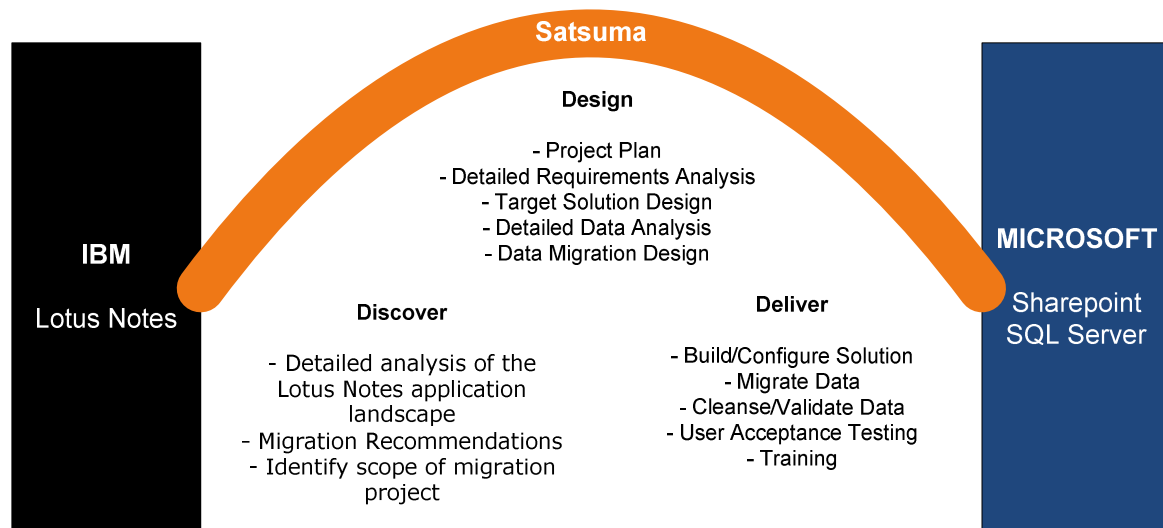 Satsuma
IBM
Lotus Notes
Discover
- Detailed analysis of the
Lotus Notes application
landscape
- Migration Recommendations
- Identify scope of migration
project
Design
- Project Plan
- Detailed Requirements Analysis
- Target Solution Design
- Detailed Data Analysis
- Data Migration Design
Deliver
- Build/Configure Solution
- Migrate Data
- Cleanse/Validate Data
- User Acceptance Testing
- Training
MICROSOFT
Sharepoint
SQL Server